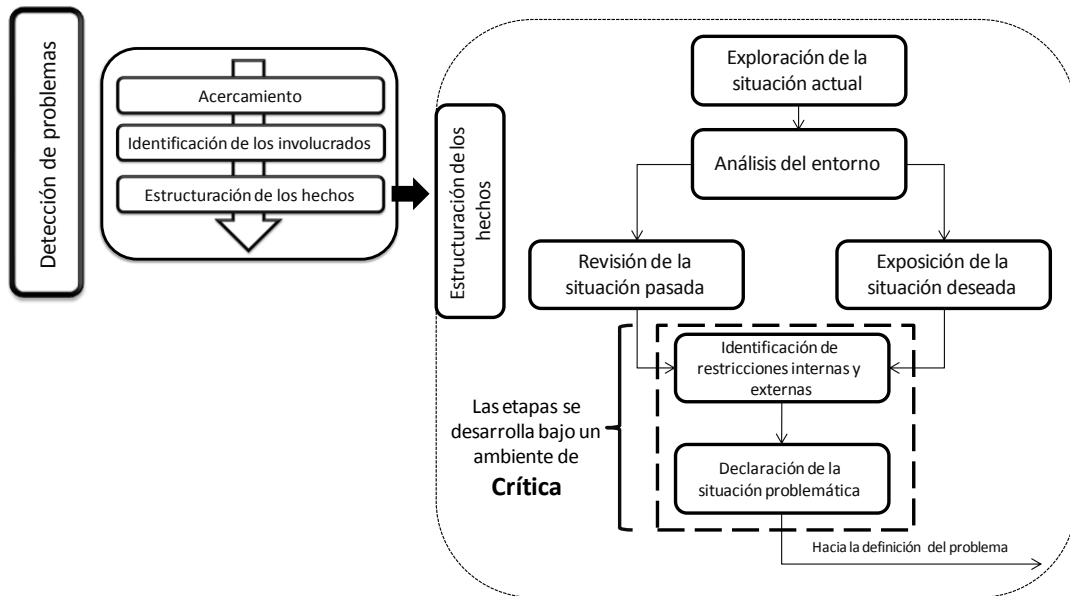 Detección de problemas
Acercamiento
Identificación de los involucrados
Estructuración de los hechos
Estructuración de los
hechos
Exploración de la
situación actual
Análisis del entorno
Revisión de la
situación pasada
Exposición de la
situación deseada
Identificación de
restricciones internas y
externas
Las etapas se
desarrolla bajo un
ambiente de
Crítica
Declaración de la
situación problemática
Hacia la definición del problema